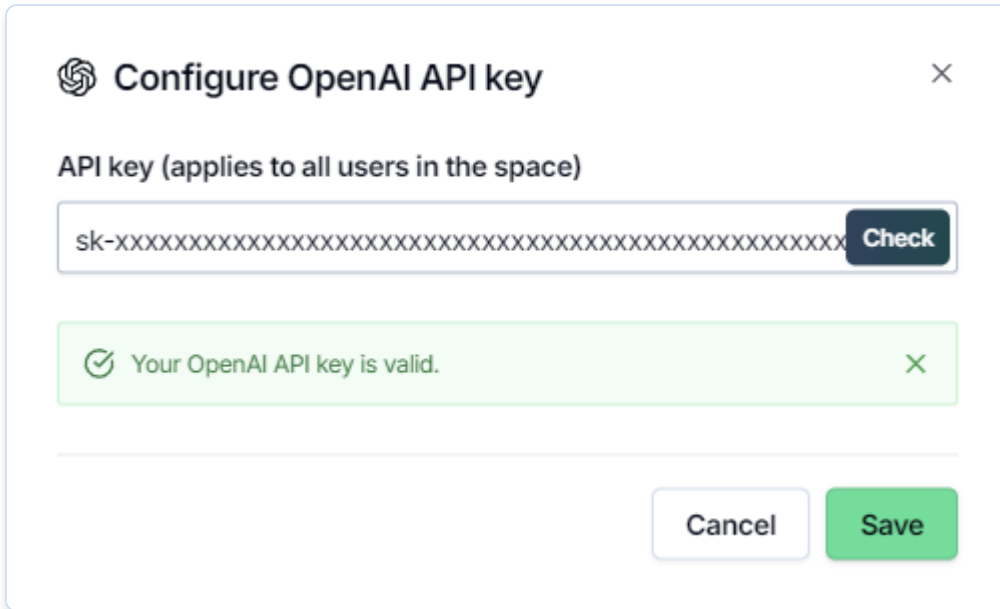 Configure OpenAI API key
API key (applies to all users in the space)
sk-xxxxxxxxxxxxxxxxxxxxxxxxxxxxxxxxxxxxxxxxxxxxxxxxxx
Check
Your OpenAI API key is valid.
Cancel
Save